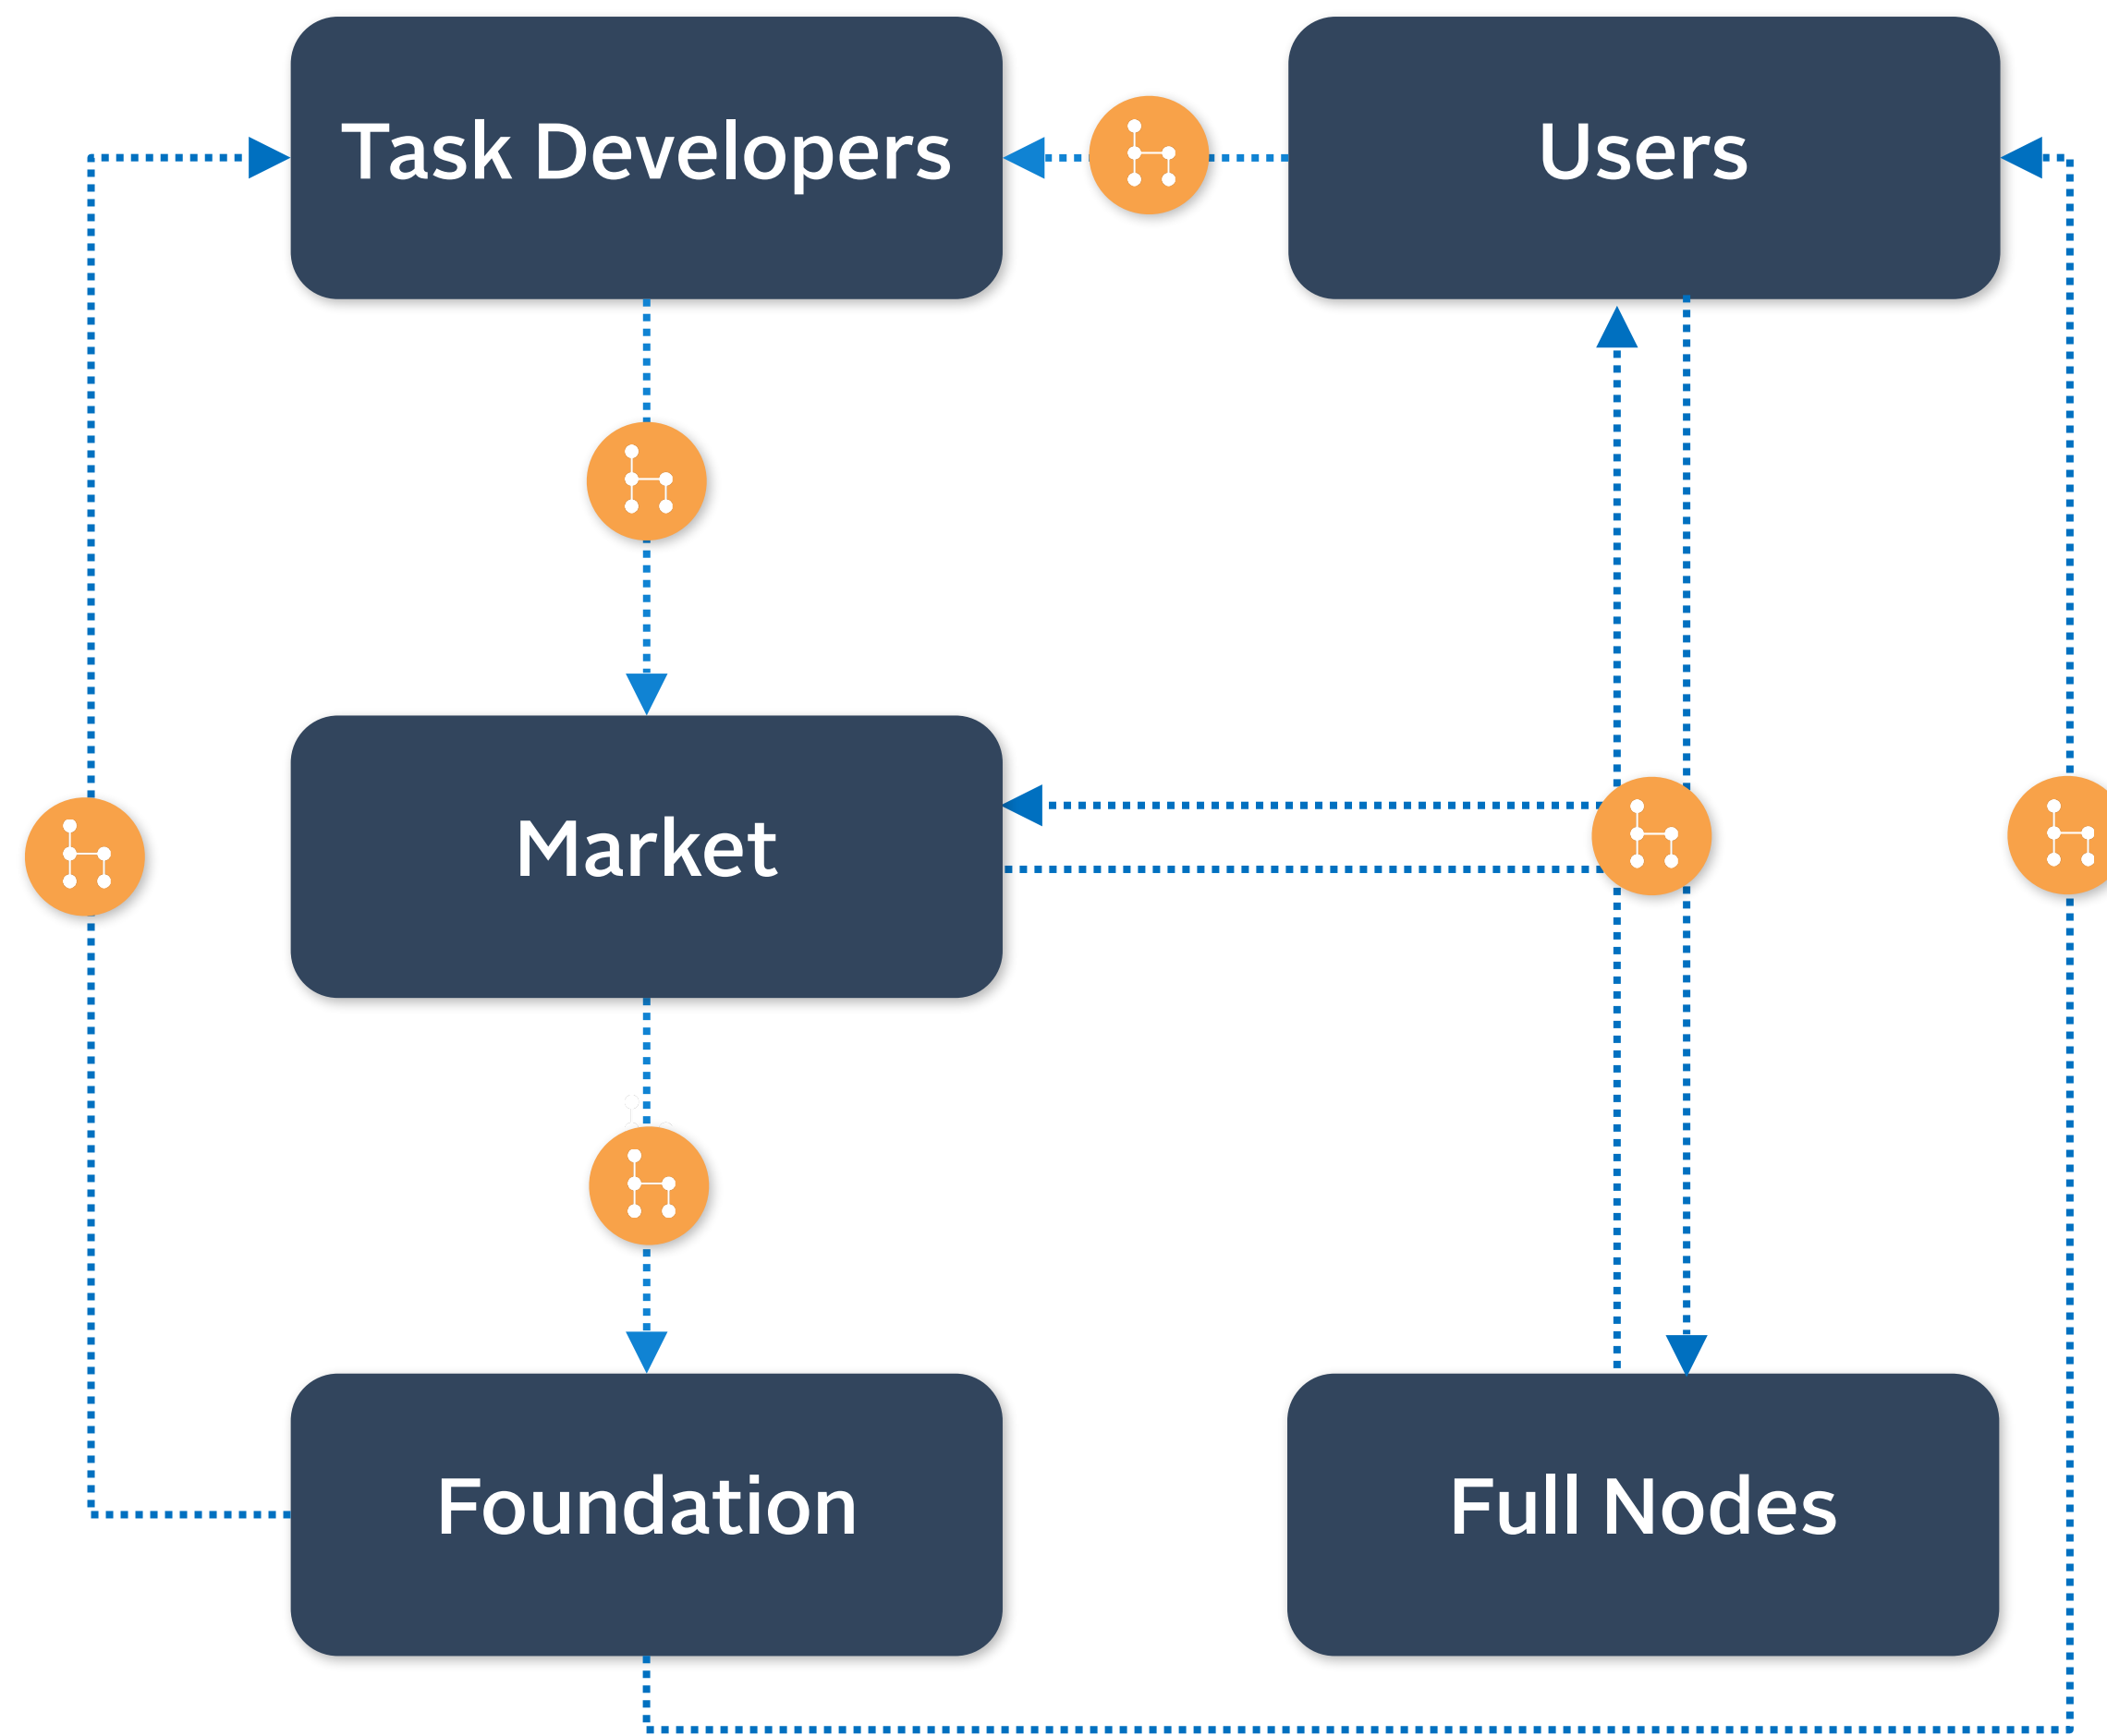 Task Developers
Users
Market
Foundation
Full Nodes